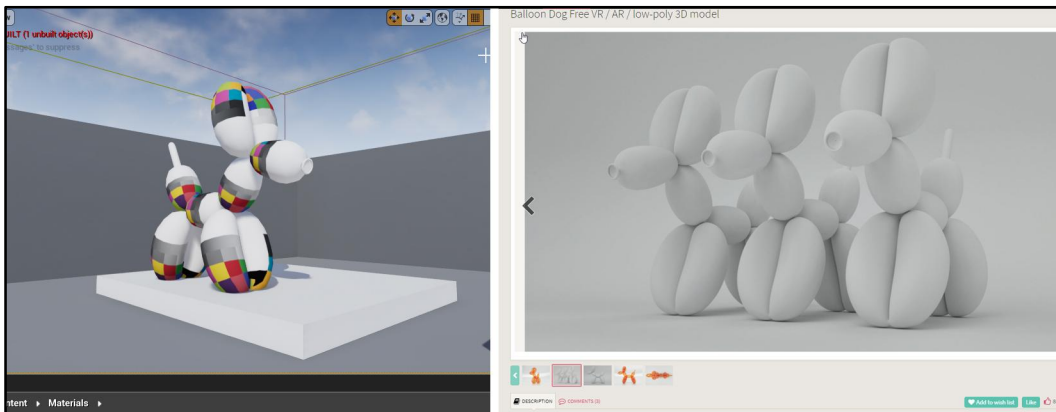 UILT (1 unbuilt object(s))
ssages' to suppress
ntent ▸ Materials ▸
Balloon Dog Free VR / AR / low-poly 3D model
DESCRIPTION COMMENTS (3)
Add to wish list Like